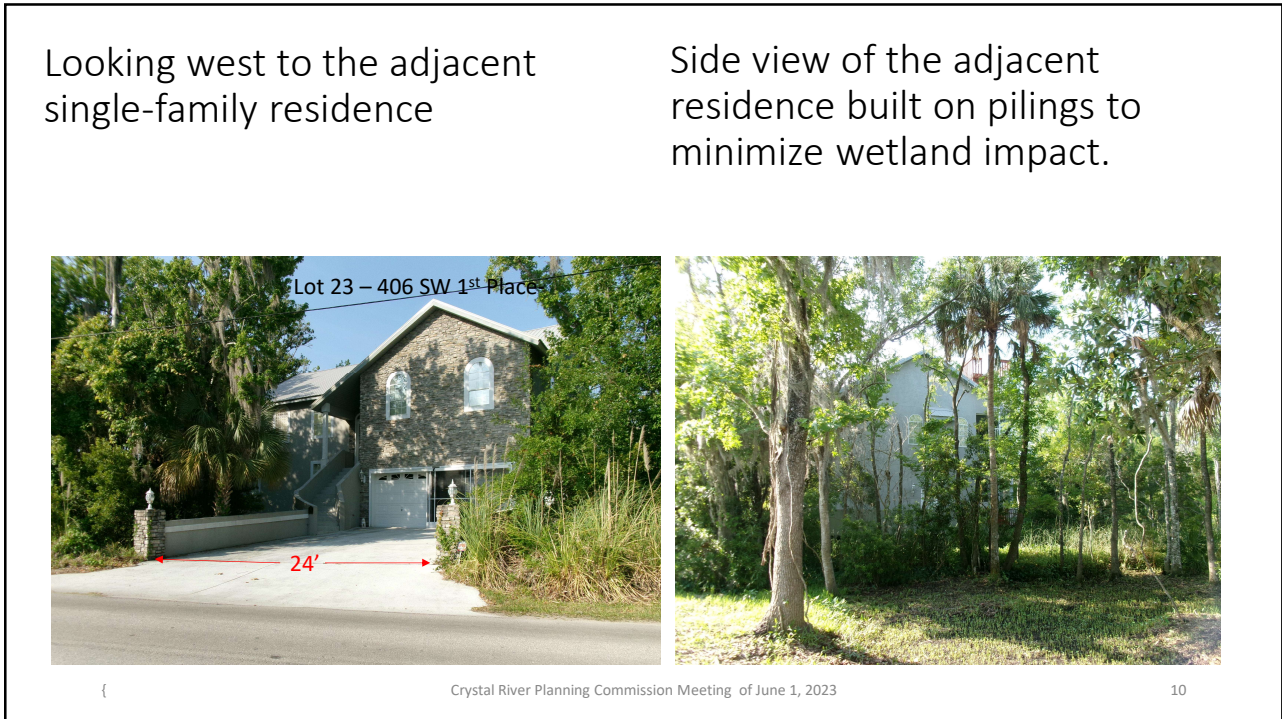 Looking west to the adjacent
single-family residence
Side view of the adjacent
residence built on pilings to
minimize wetland impact.
Lot 23 – 406 SW 1st Place
24’
{
Crystal River Planning Commission Meeting of June 1, 2023
10